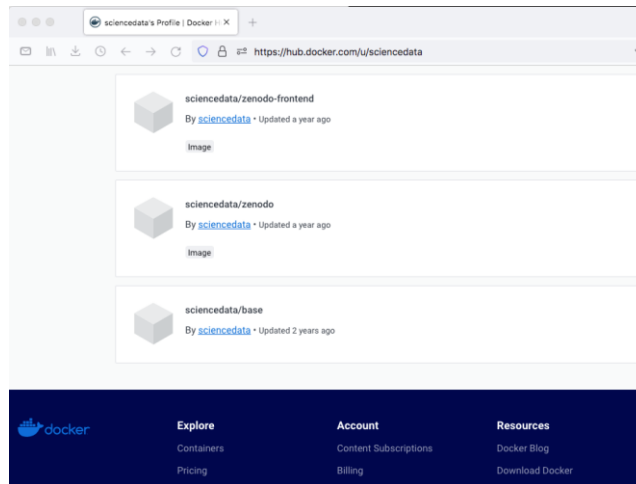 sciencedata's Profile | Docker H
https://hub.docker.com/u/sciencedata
sciencedata/zenodo-frontend
By sciencedata • Updated a year ago
Image
sciencedata/zenodo
By sciencedata • Updated a year ago
Image
sciencedata/base
By sciencedata • Updated 2 years ago
docker
Explore
Containers
Pricing
Account
Content Subscriptions
Billing
Resources
Docker Blog
Download Docker